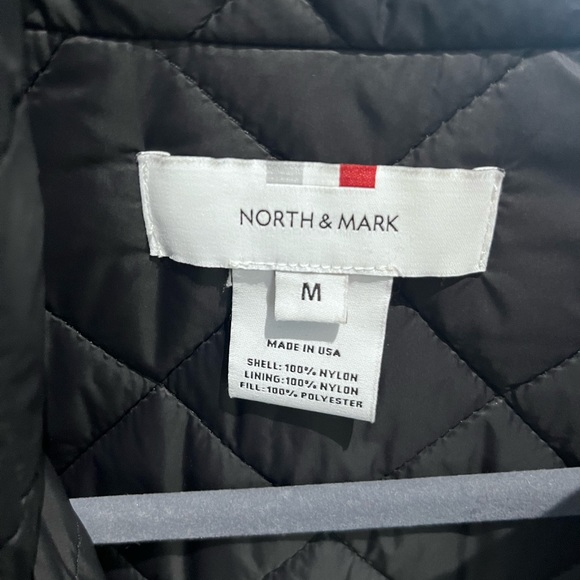 NORTH & MARK
M
MADE IN USA
SHELL: 100% NYLON
LINING:100% NYLON
FILL:100% POLYESTER